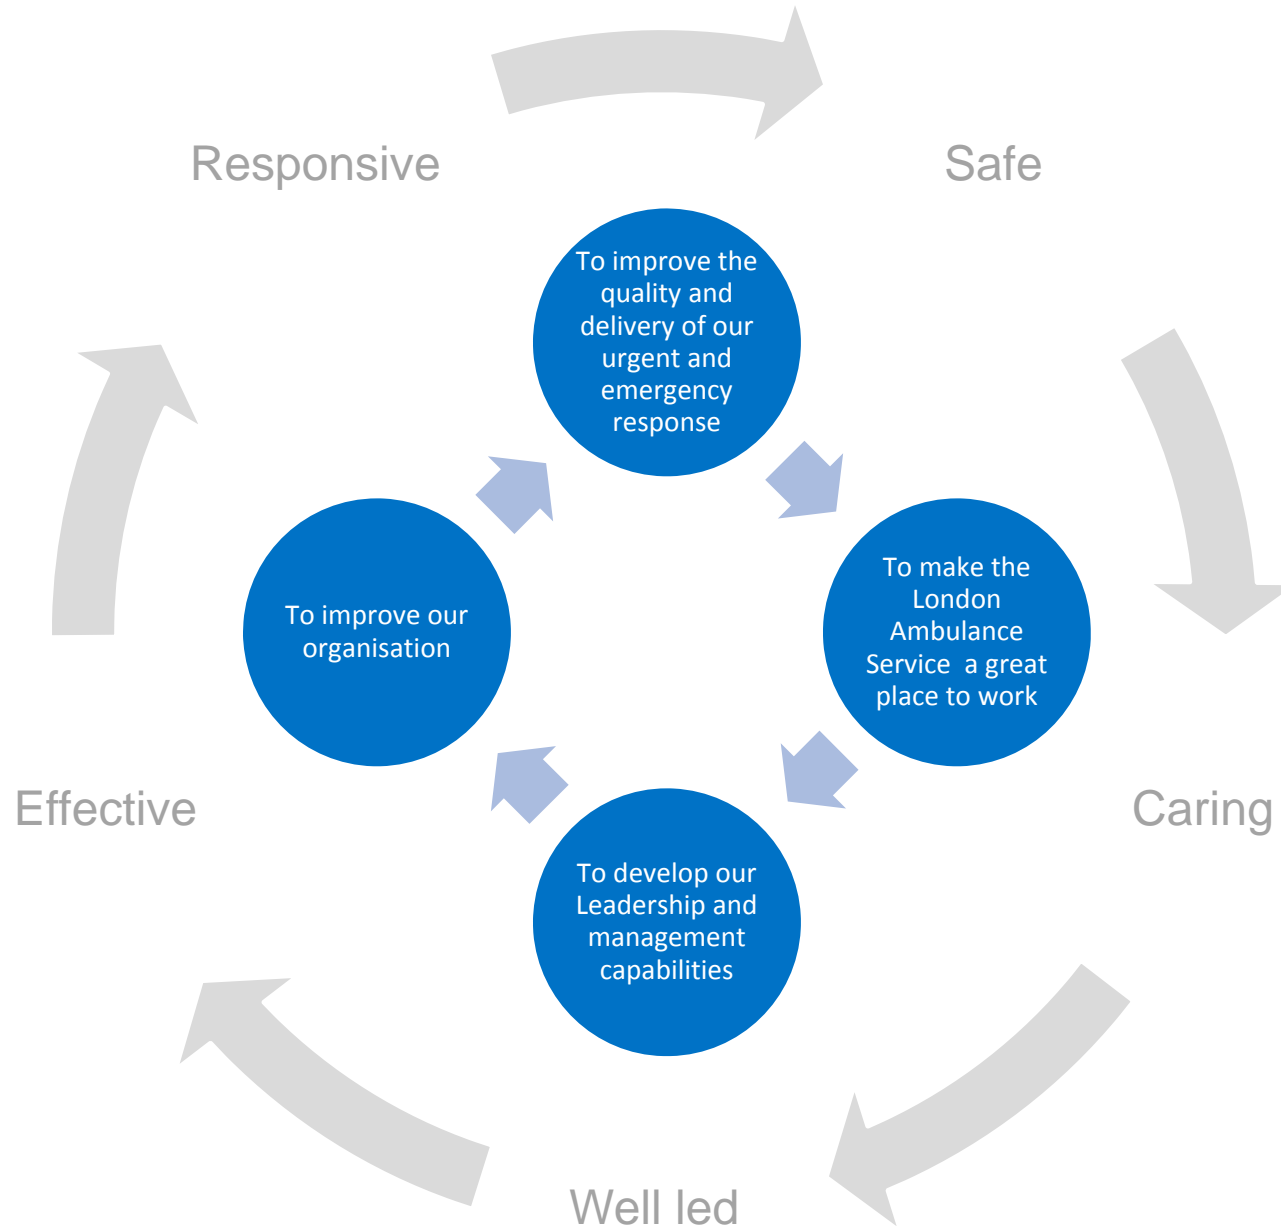 Responsive
Safe
To improve the
quality and
delivery of our
urgent and
emergency
response
To improve our
organisation
To make the
London
Ambulance
Service  a great
place to work
Effective
Caring
To develop our
Leadership and
management
capabilities
Well led